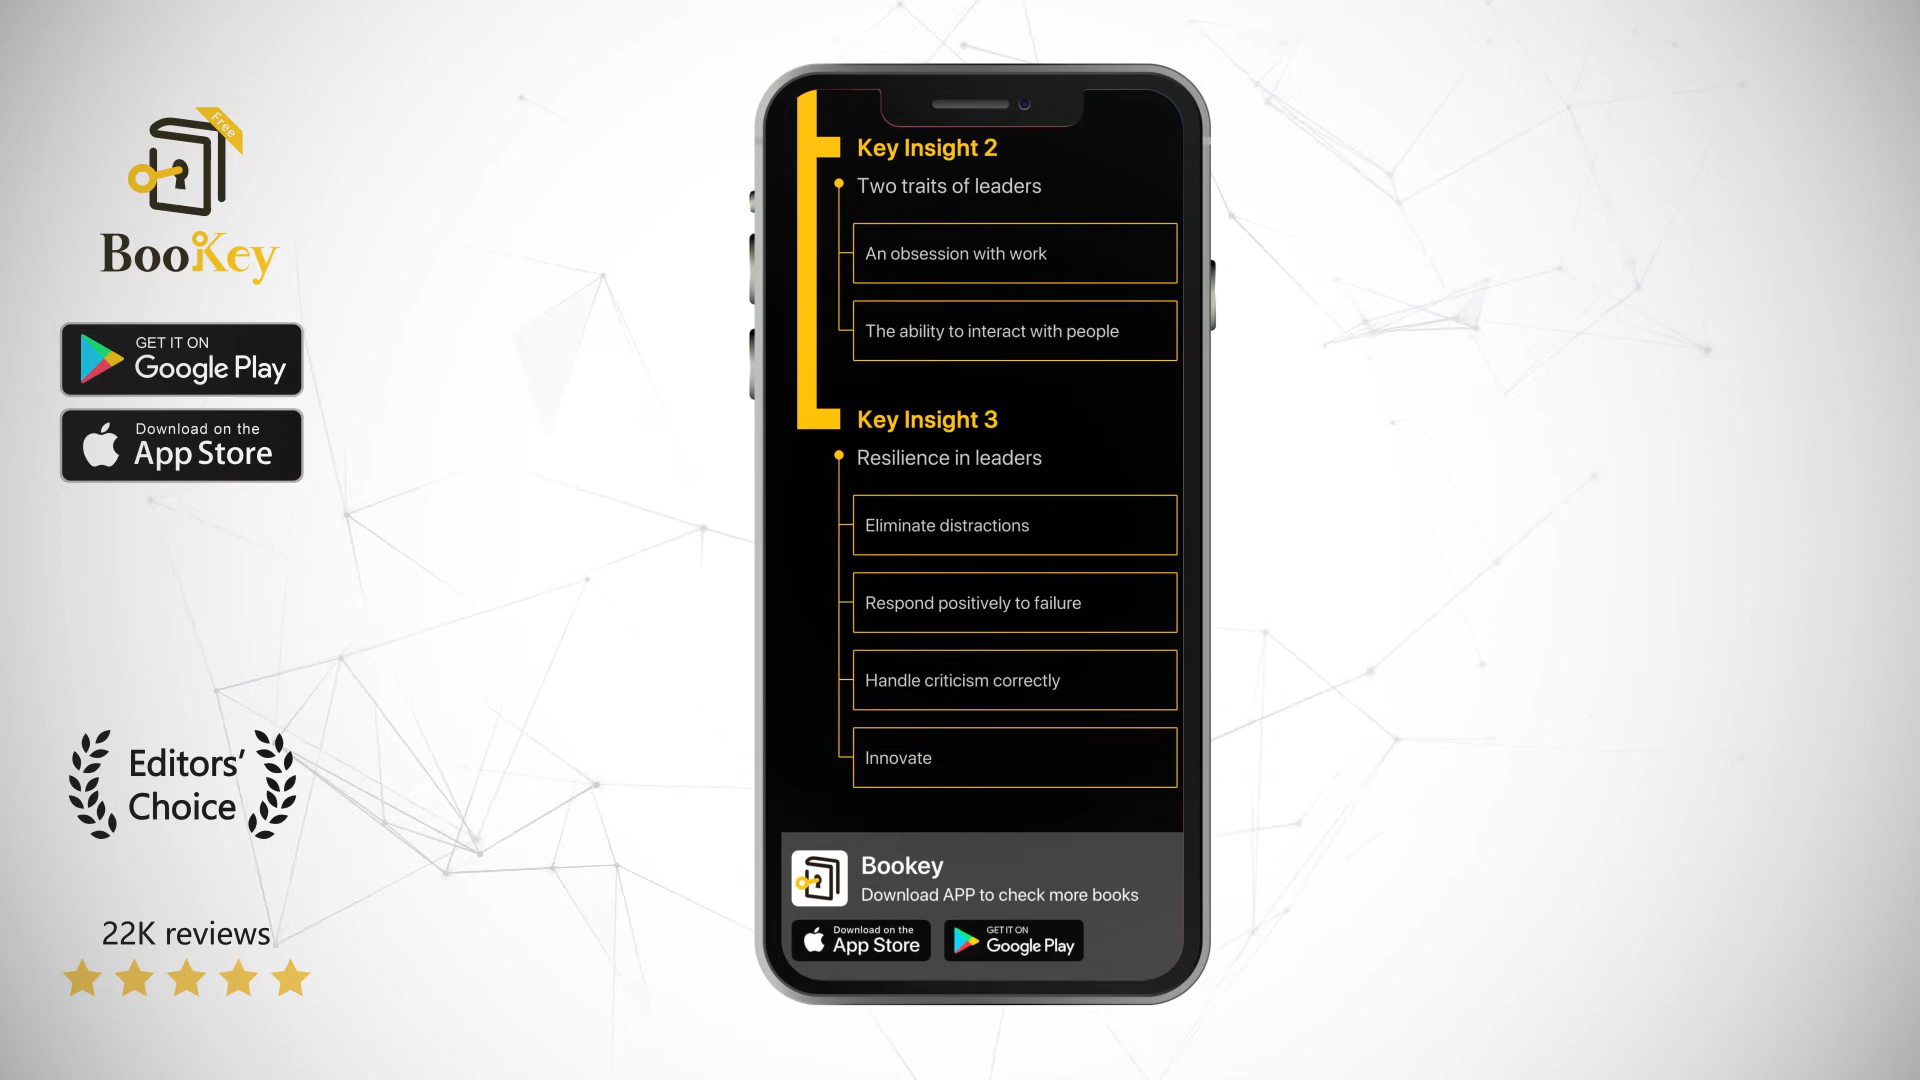 Free
BooKey
GET IT ON
Google Play
Download on the
App Store
Editors'
Choice
22K reviews
Key Insight 2
Two traits of leaders
An obsession with work
The ability to interact with people
Key Insight 3
Resilience in leaders
Eliminate distractions
Respond positively to failure
Handle criticism correctly
Innovate
Bookey
Download APP to check more books
Download on the
App Store
GET IT ON
Google Play